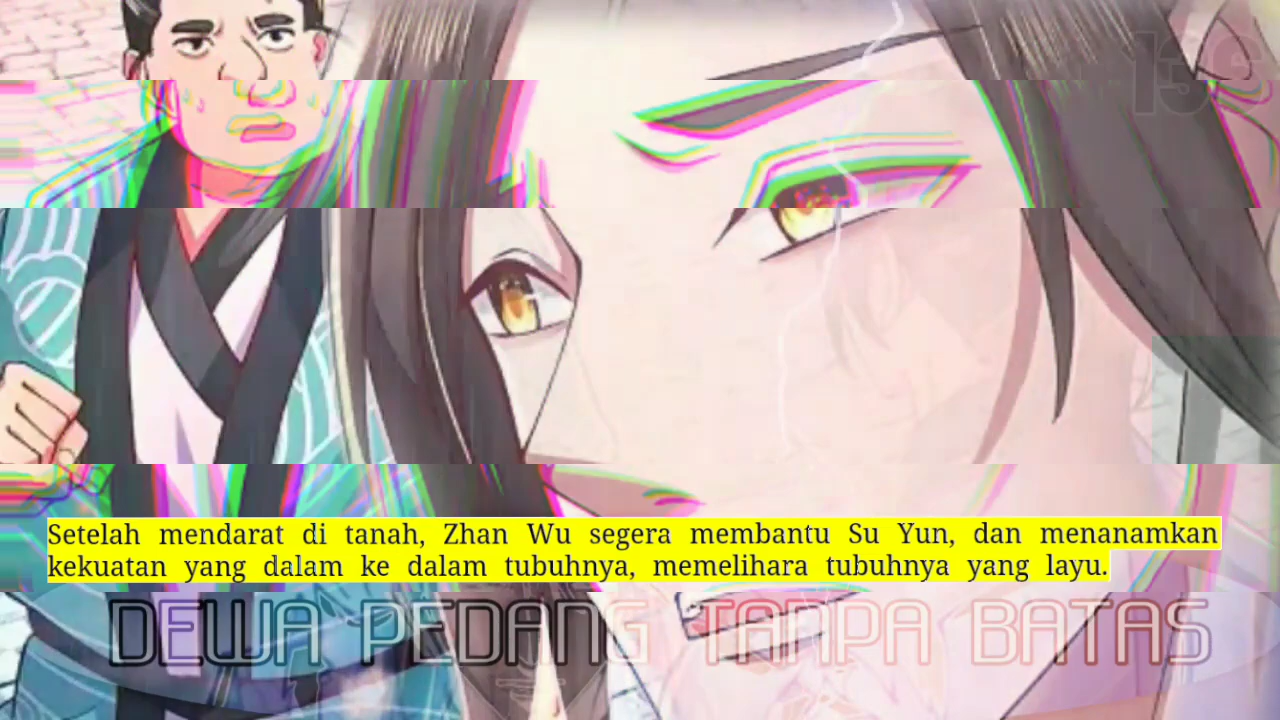 Setelah mendarat di tanah, Zhan Wu segera membantu Su Yun, dan menanamkan
kekuatan yang dalam ke dalam tubuhnya, memelihara tubuhnya yang layu.
DEWA PEDANG TANPA BATAS